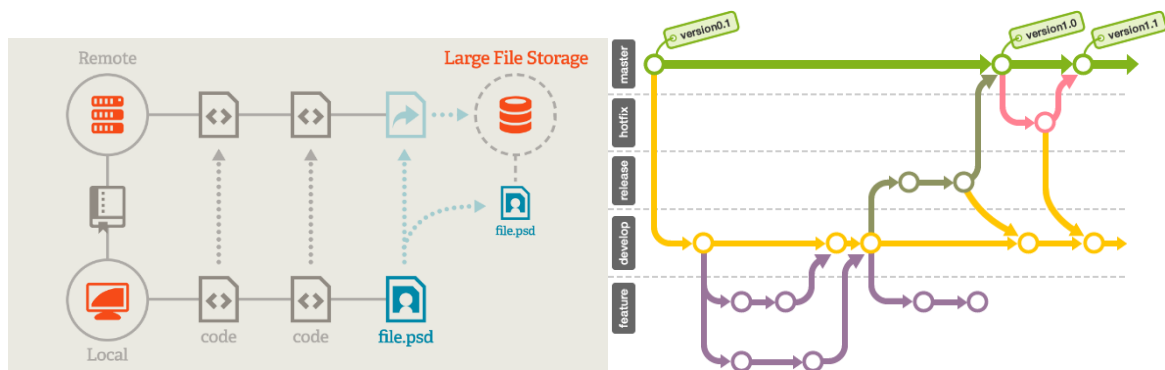 Remote
Large File Storage
file.psd
code
code
file.psd
Local
version0.1
version1.0
version1.1
master
hotfix
release
develop
feature